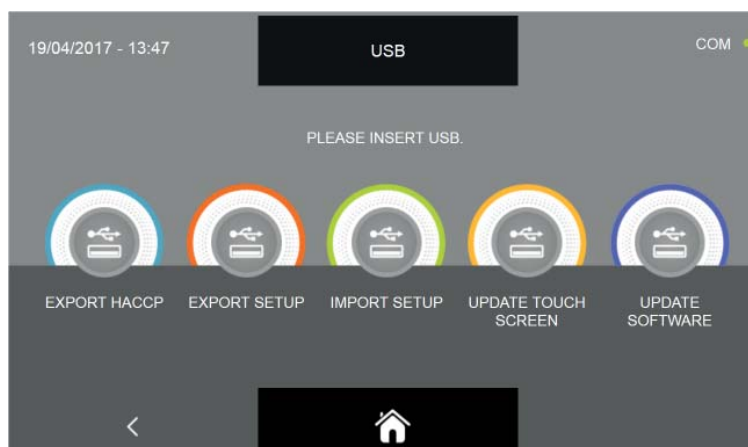 19/04/2017 - 13:47
USB
COM
PLEASE INSERT USB.
EXPORT HACCP
EXPORT SETUP
IMPORT SETUP
UPDATE TOUCH
SCREEN
UPDATE
SOFTWARE